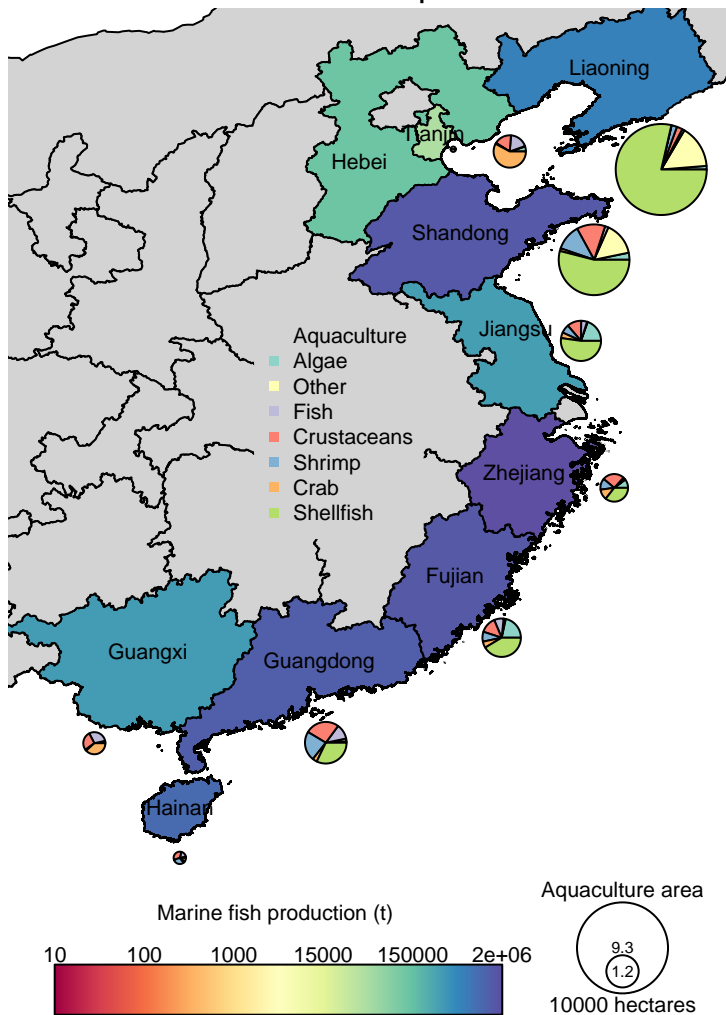 Liaoning
Tianjin
Hebei
Shandong
Jiangsu
Aquaculture
Algae
Other
Fish
Crustaceans
Shrimp
Crab
Shellfish
Zhejiang
Fujian
Guangxi
Guangdong
Hainan
Aquaculture area
Marine fish production (t)
9.3
10 100 1000 15000 150000 2e+06
1.2
10000 hectares